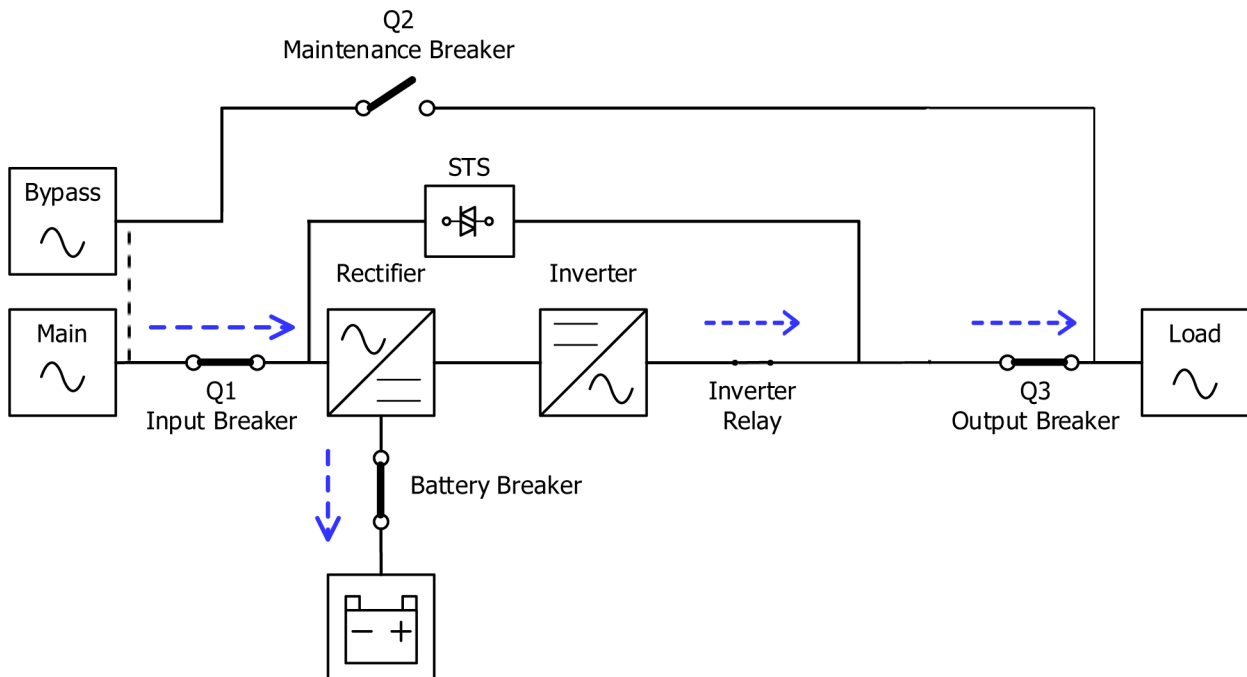 Q2
Maintenance Breaker
STS
Bypass
Rectifier
Inverter
Main
Load
Q1
Input Breaker
Inverter
Relay
Q3
Output Breaker
Battery Breaker